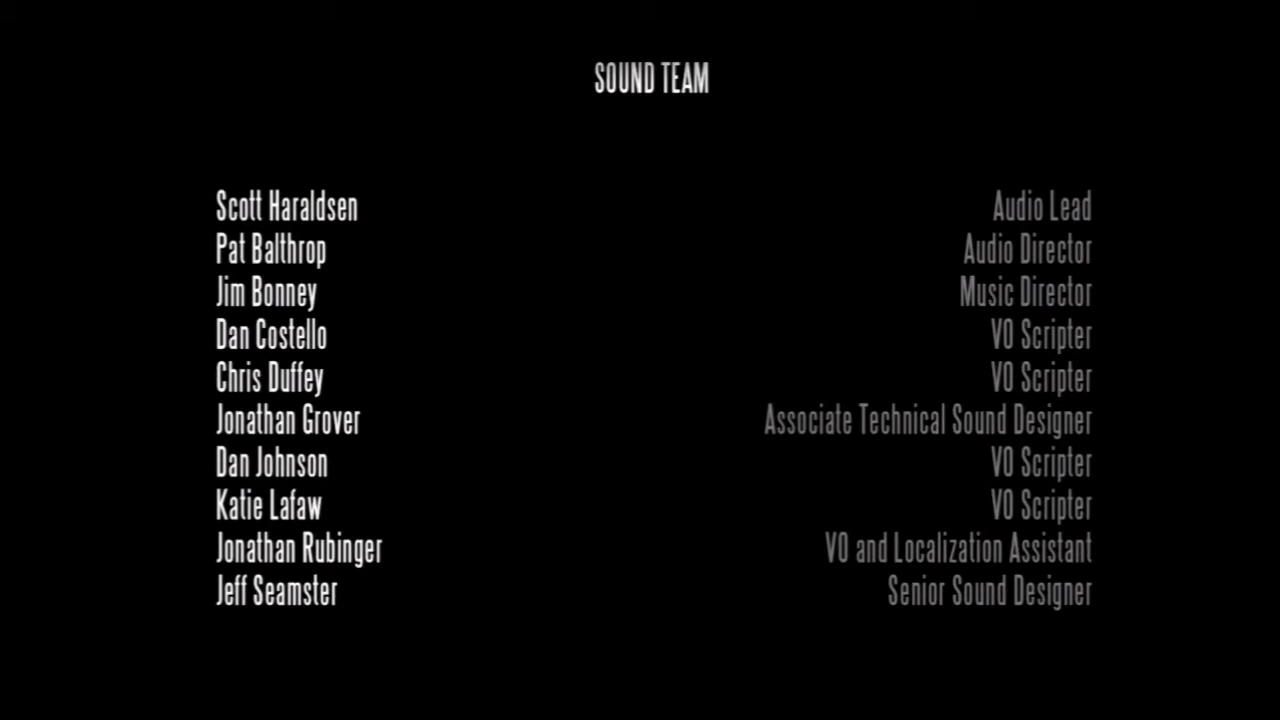 SOUND TEAM
Scott Haraldsen Audio Lead
Pat Balthrop Audio Director
Jim Bonney Music Director
Dan Costello VO Scripter
Chris Duffey VO Scripter
Jonathan Grover Associate Technical Sound Designer
Dan Johnson VO Scripter
Katie Lafaw VO Scripter
Jonathan Rubinger VO and Localization Assistant
Jeff Seamster Senior Sound Designer